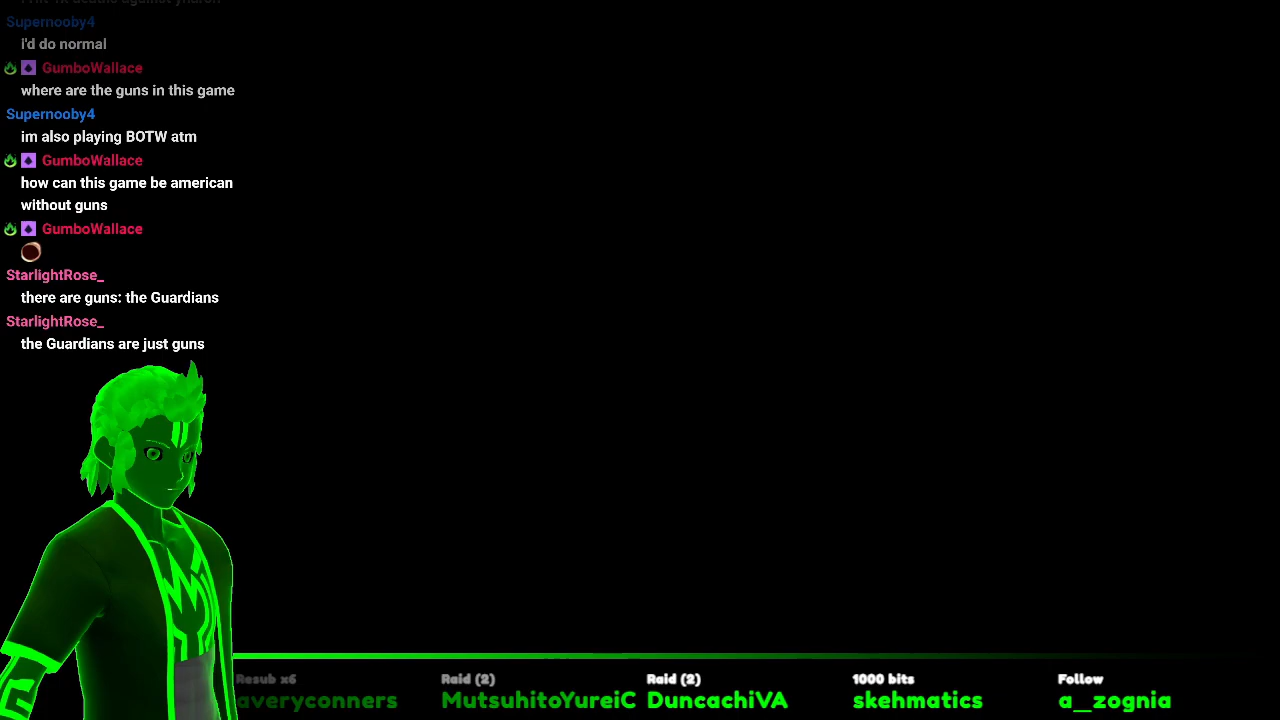 Supernooby4
i'd do normal
GumboWallace
where are the guns in this game
Supernooby4
im also playing BOTW atm
GumboWallace
how can this game be american
without guns
GumboWallace
StarlightRose_
there are guns: the Guardians
StarlightRose_
the Guardians are just guns
Resub x6
averyconners
Raid (2)
MutsuhitoYureiC
Raid (2)
DuncachiVA
1000 bits
skehmatics
Follow
a__zognia